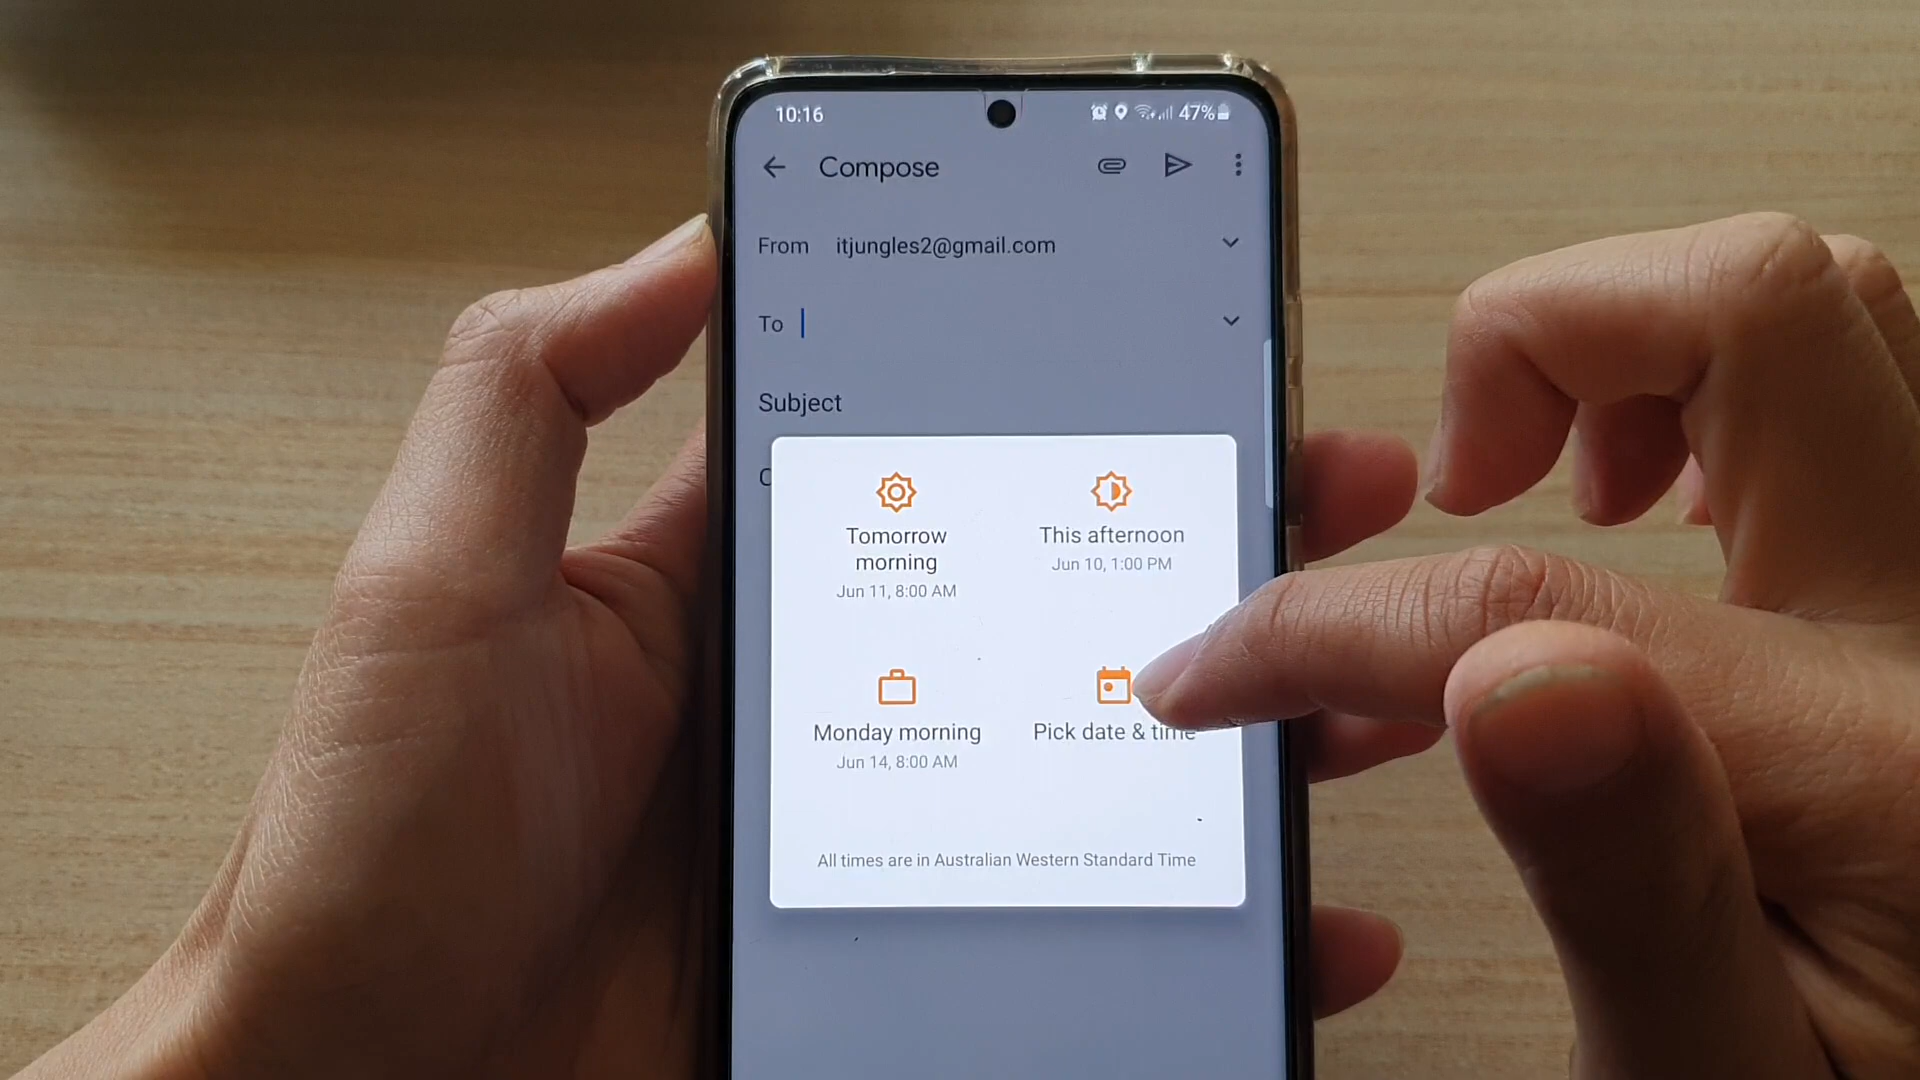 10:16 47%
Compose
From itjungles2@gmail.com
To
Subject
C
Tomorrow morning
Jun 11, 8:00 AM
This afternoon
Jun 10, 1:00 PM
Monday morning
Jun 14, 8:00 AM
Pick date & time
All times are in Australian Western Standard Time